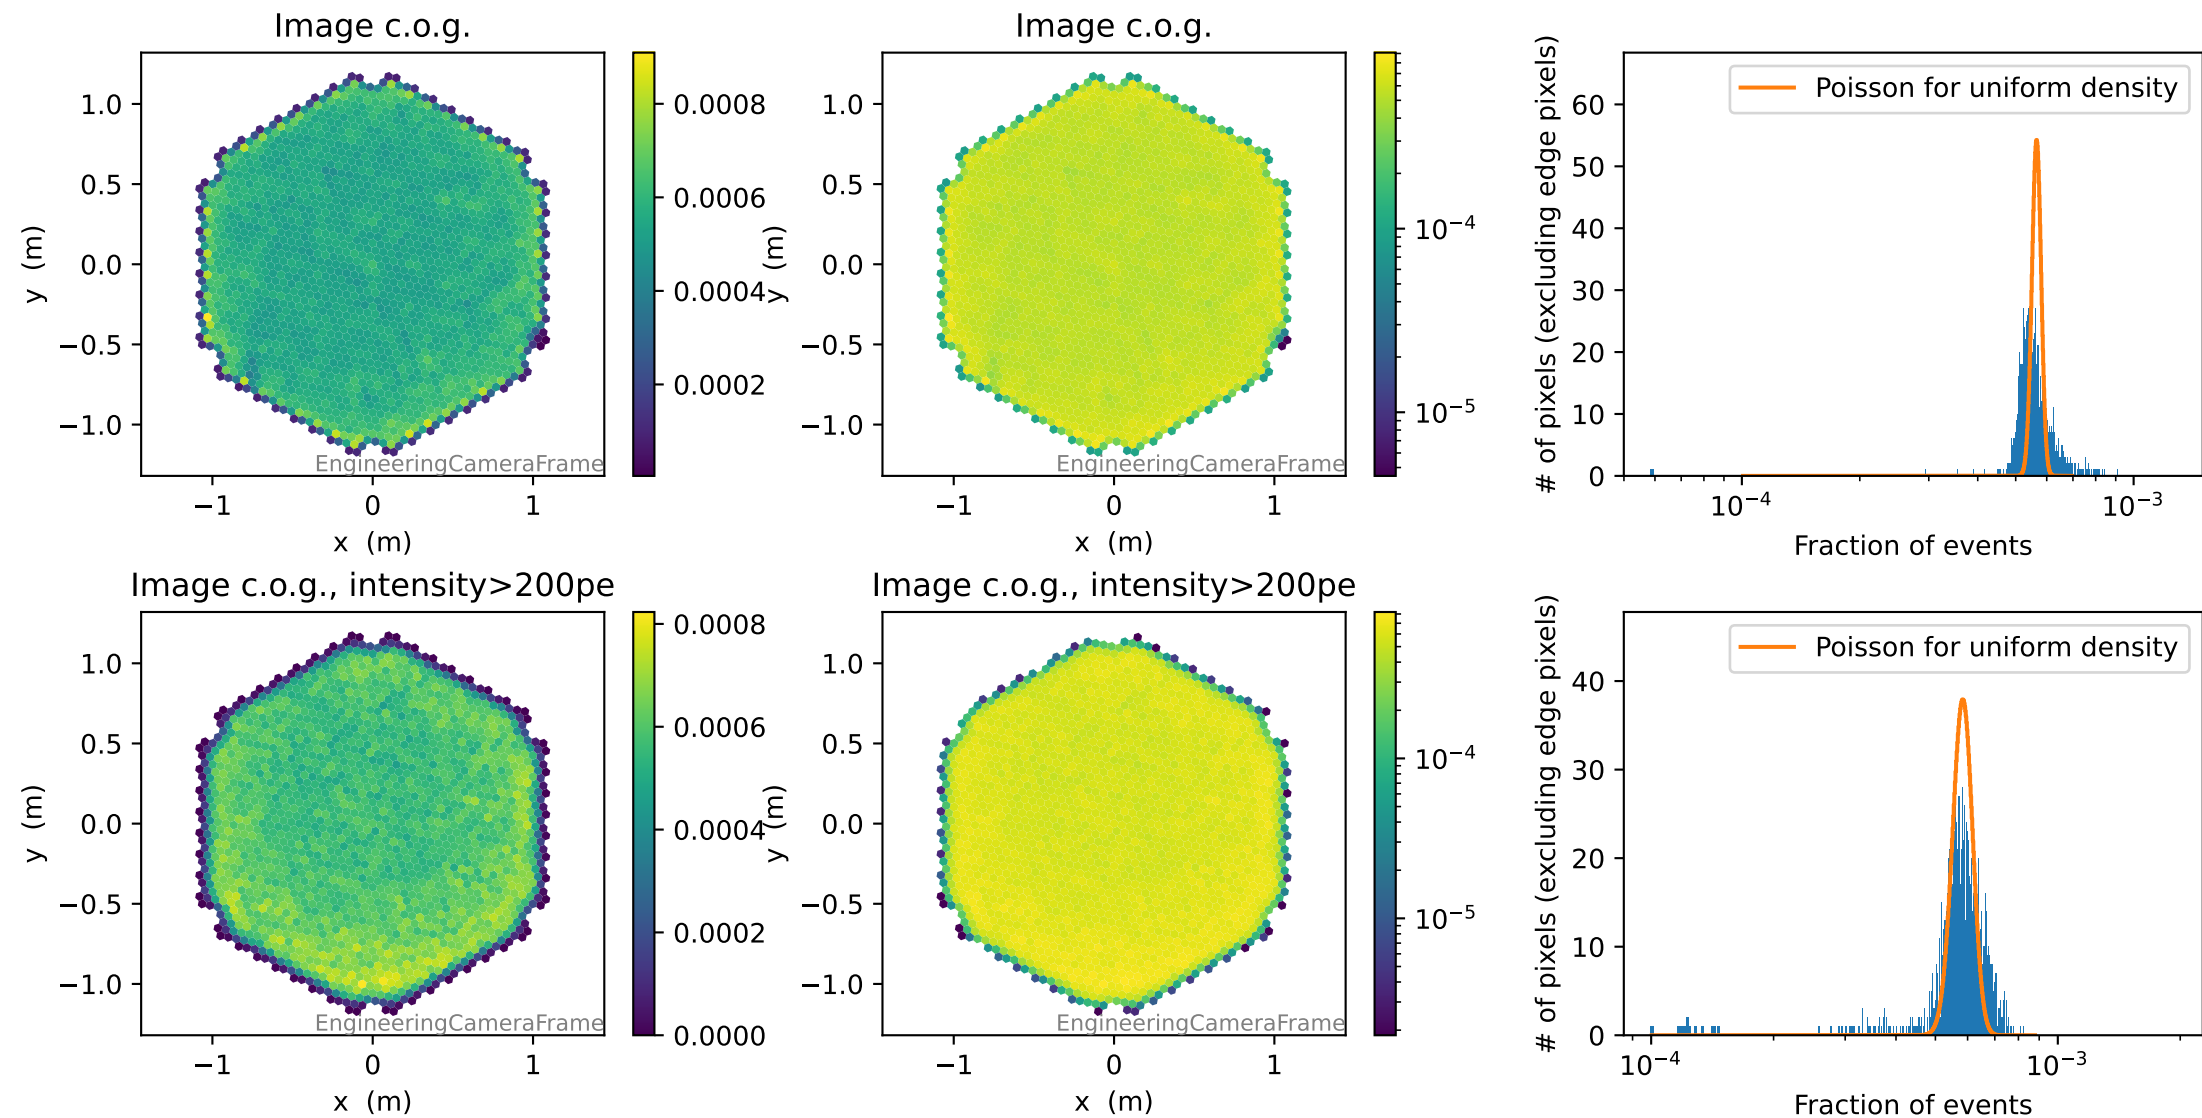 Image c.o.g.
y (m)
1.0
0.5
0.0
−0.5
−1.0
−1
0
1
x (m)
EngineeringCameraFrame
0.0008
0.0006
0.0004
0.0002
Image c.o.g.
y (m)
1.0
0.5
0.0
−0.5
−1.0
−1
0
1
x (m)
EngineeringCameraFrame
10⁻⁴
10⁻⁵
# of pixels (excluding edge pixels)
60
50
40
30
20
10
0
Poisson for uniform density
10⁻⁴
10⁻³
Fraction of events
Image c.o.g., intensity>200pe
y (m)
1.0
0.5
0.0
−0.5
−1.0
−1
0
1
x (m)
EngineeringCameraFrame
0.0008
0.0006
0.0004
0.0002
0.0000
Image c.o.g., intensity>200pe
y (m)
1.0
0.5
0.0
−0.5
−1.0
−1
0
1
x (m)
EngineeringCameraFrame
10⁻⁴
10⁻⁵
# of pixels (excluding edge pixels)
40
30
20
10
0
Poisson for uniform density
10⁻⁴
10⁻³
Fraction of events